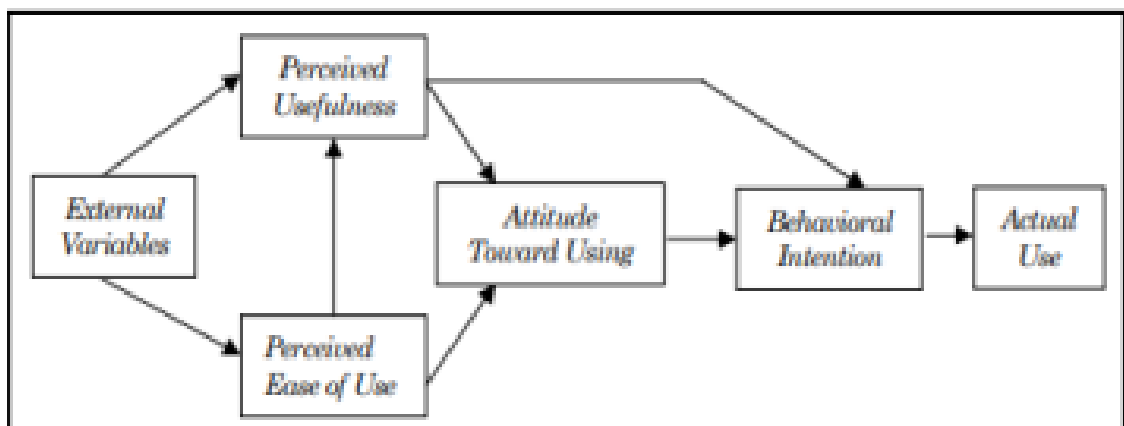 Perceived
Usefulness
External
Variables
Attitude
Toward Using
Behavioral
Intention
Actual
Use
Perceived
Ease of Use